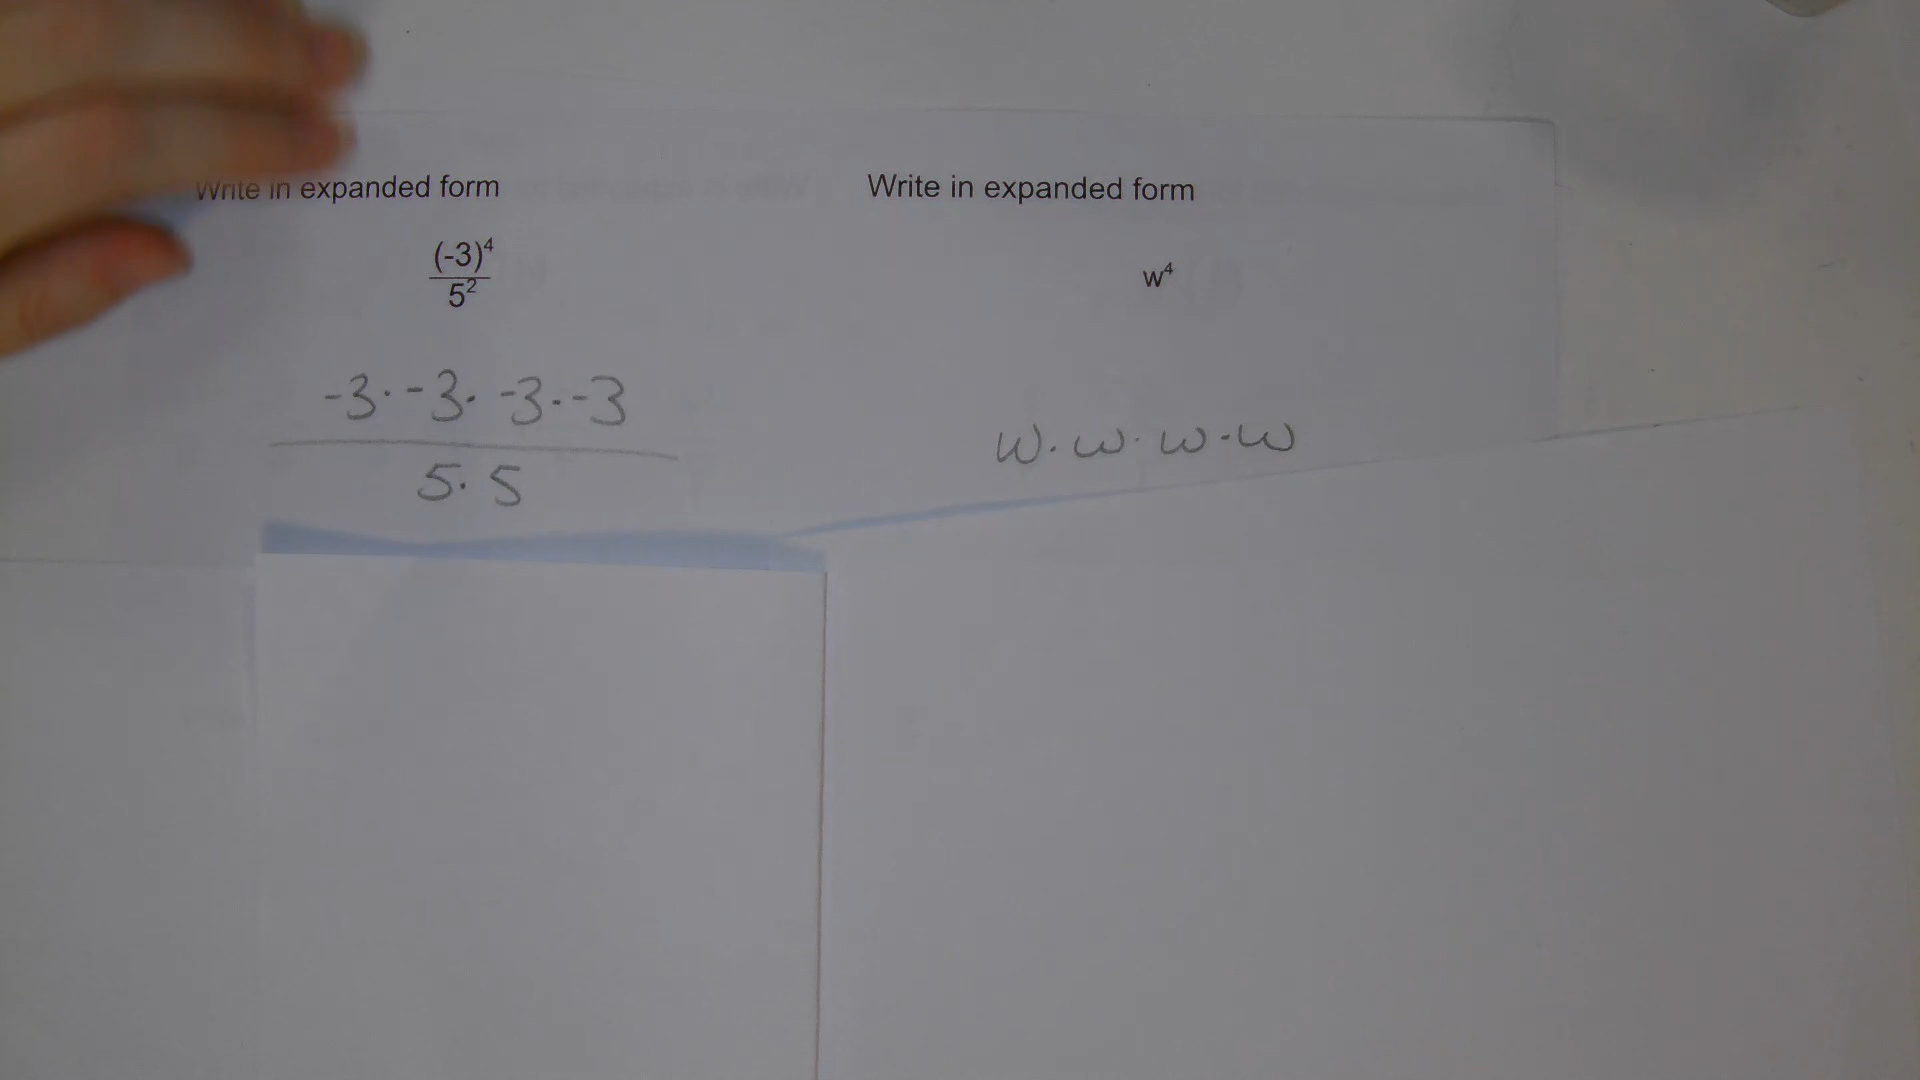 Write in expanded form
(-3)⁴
5²
-3 · -3 · -3 · -3
5 · 5
Write in expanded form
w⁴
w · w · w · w